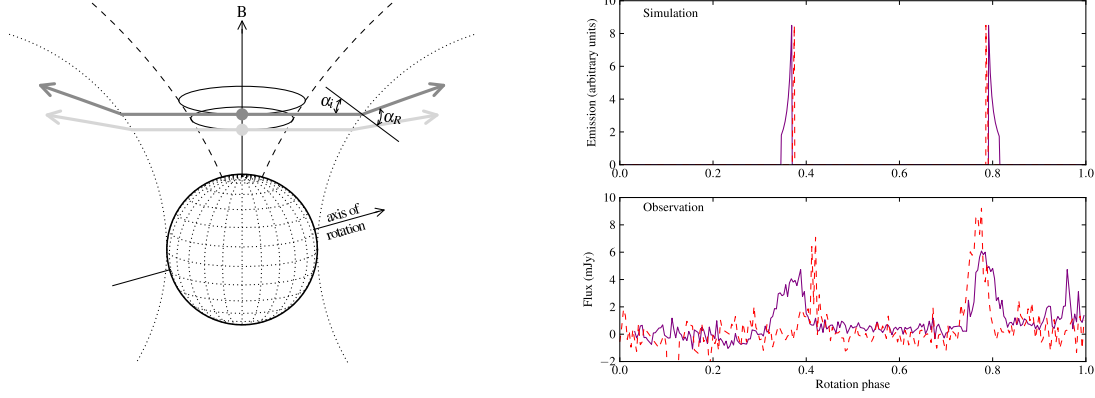 B
αi
αR
axis of
rotation
Simulation
Emission (arbitrary units)
10
8
6
4
2
0
0.0 0.2 0.4 0.6 0.8 1.0
Observation
Flux (mJy)
10
8
6
4
2
0
−2
0.0 0.2 0.4 0.6 0.8 1.0
Rotation phase